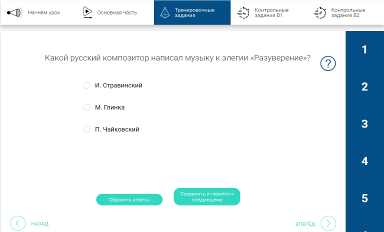 Начнём урок
Основная часть
Тренировочные
задания
Контрольные
задания В1
Контрольные
задания В2
Какой русский композитор написал музыку к элегии «Разуверение»?
?
И. Стравинский
М. Глинка
П. Чайковский
Сбросить ответы
Сохранить и перейти к
следующему
НАЗАД
ВПЕРЁД
1
2
3
4
5